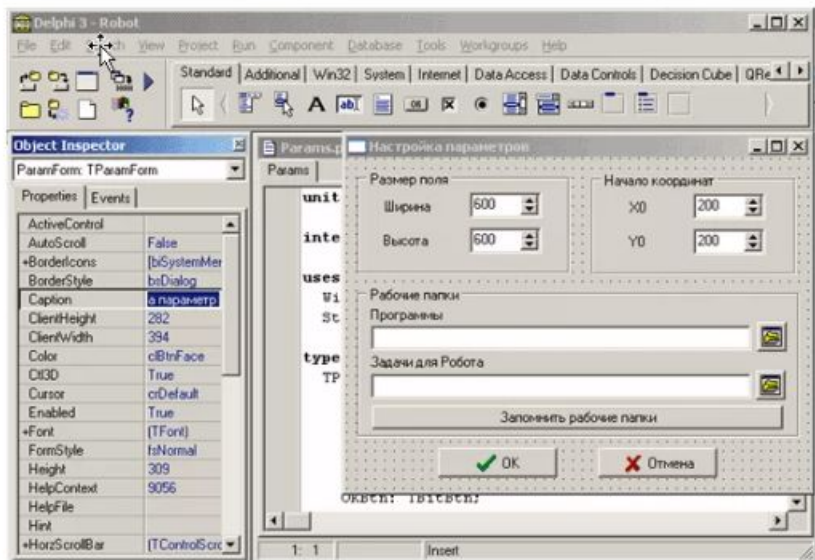 Delphi 3 - Robot
File Edit View Project Run Component Database Tools Workgroups Help
Standard Additional Win32 System Internet Data Access Data Controls Decision Cube QRe
A ab OK
Object Inspector
ParamForm: TParamForm
Properties Events
ActiveControl
AutoScroll False
+BorderIcons [biSystemMer
BorderStyle bsDialog
Caption а параметр
ClientHeight 282
ClientWidth 394
Color clBtnFace
Ctl3D True
Cursor crDefault
Enabled True
+Font (TFont)
FormStyle fsNormal
Height 309
HelpContext 9056
HelpFile
Hint
+HorzScrollBar (TControlScrc
Params.p
Params
unit
inte
uses
Wi
St
type
TP
OKBtn: TBitBtn;
1: 1 Insert
Настройка параметров
Размер поля
Ширина 600
Высота 600
Начало координат
X0 200
Y0 200
Рабочие папки
Программы
Задачи для Робота
Запомнить рабочие папки
OK Отмена